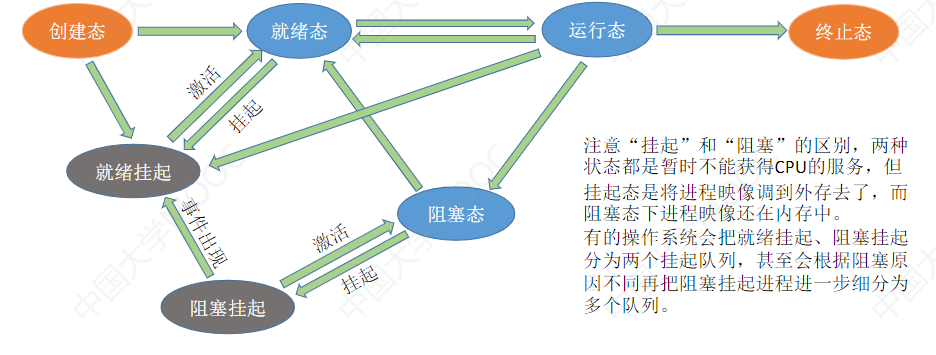 创建态
就绪态
运行态
终止态
激活
挂起
就绪挂起
事件出现
阻塞态
激活
挂起
阻塞挂起
注意“挂起”和“阻塞”的区别，两种
状态都是暂时不能获得CPU的服务，但
挂起态是将进程映像调到外存去了，而
阻塞态下进程映像还在内存中。
有的操作系统会把就绪挂起、阻塞挂起
分为两个挂起队列，甚至会根据阻塞原
因不同再把阻塞挂起进程进一步细分为
多个队列。